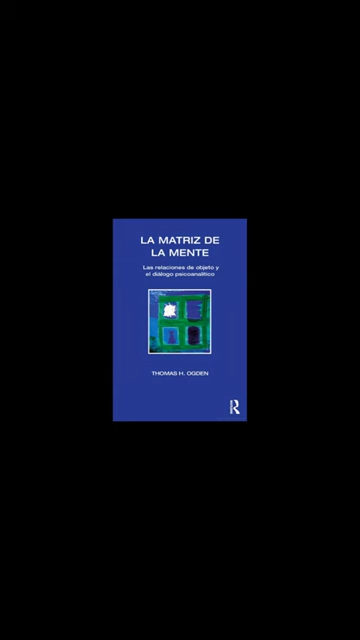 LA MATRIZ DE
LA MENTE
Las relaciones de objeto y
el diálogo psicoanalítico
THOMAS H. OGDEN
R